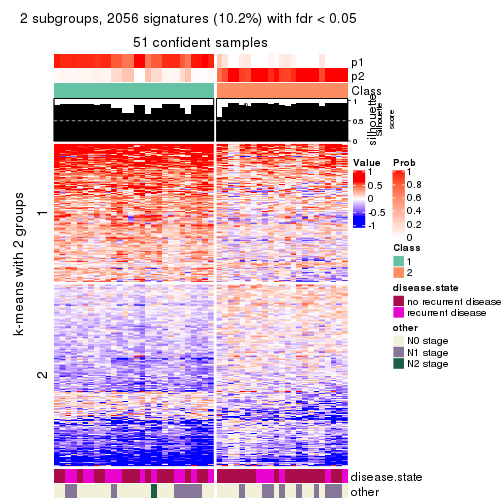 2 subgroups, 2056 signatures (10.2%) with fdr < 0.05
51 confident samples
p1
p2
Class
silhouette
Silhouette
score
1
0.5
0
k-means with 2 groups
1
2
Value
1
0.5
0
-0.5
-1
Prob
1
0.8
0.6
0.4
0.2
0
Class
1
2
disease.state
no recurrent disease
recurrent disease
other
N0 stage
N1 stage
N2 stage
disease.state
other